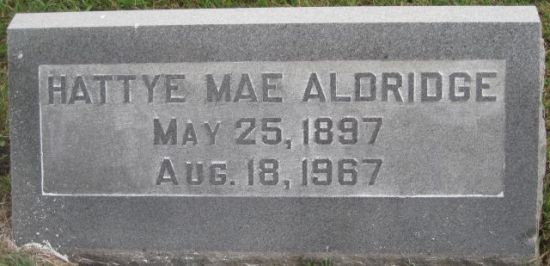 HATTYE MAE ALDRIDGE
MAY 25, 1897
AUG. 18, 1967